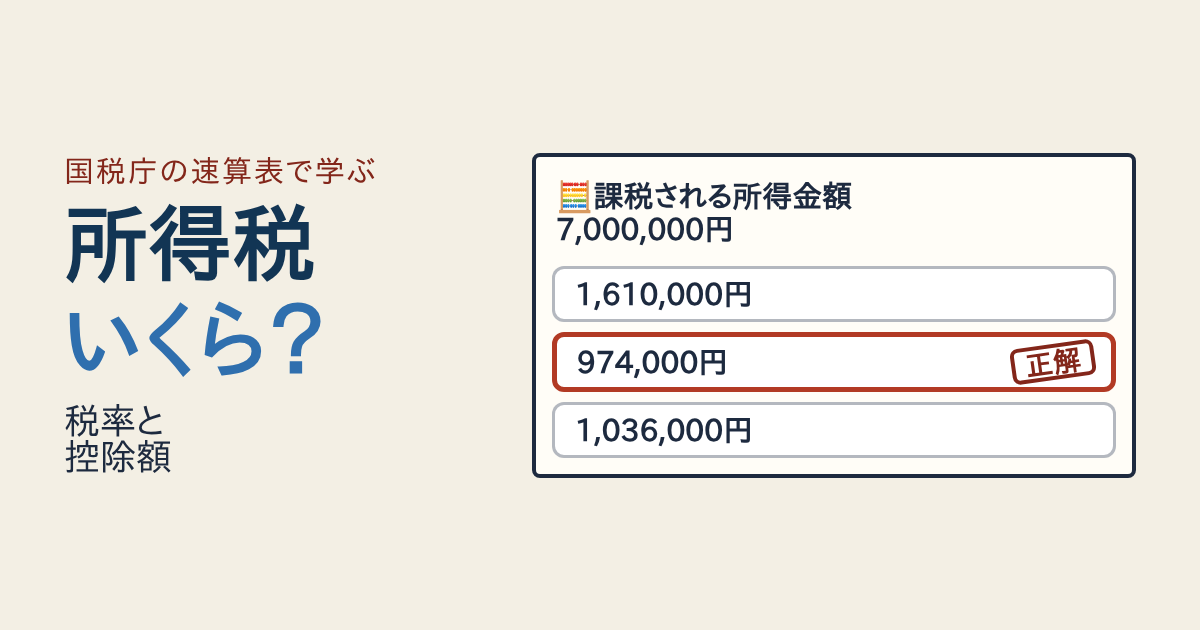 国税庁の速算表で学ぶ
所得税
いくら?
税率と
控除額
🧮課税される所得金額
7,000,000円
1,610,000円
974,000円
正解
1,036,000円